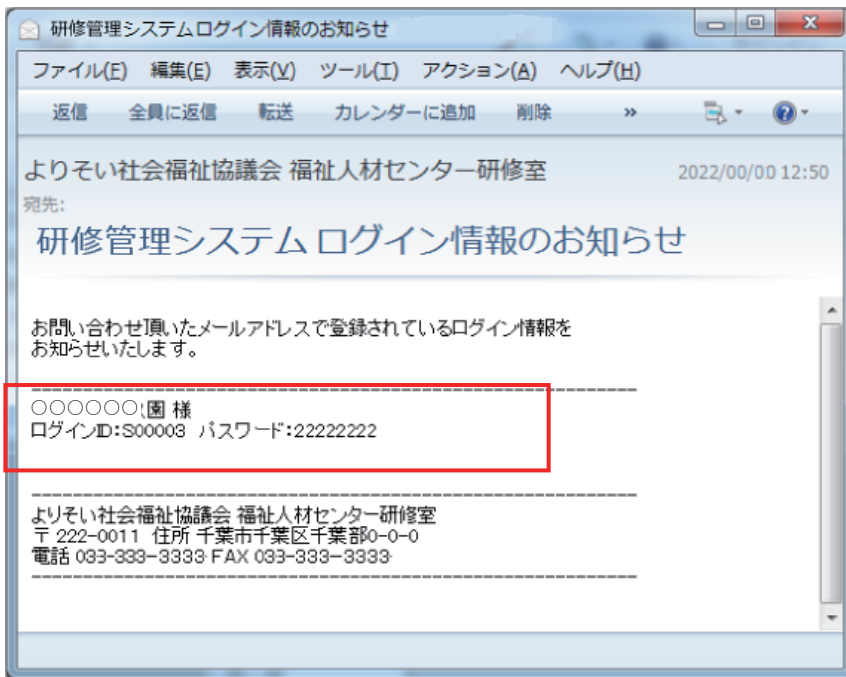 研修管理システムログイン情報のお知らせ
ファイル(F) 編集(E) 表示(V) ツール(T) アクション(A) ヘルプ(H)
返信 全員に返信 転送 カレンダーに追加 削除 »
よりそい社会福祉協議会 福祉人材センター研修室 2022/00/00 12:50
宛先:
研修管理システム ログイン情報のお知らせ
お問い合わせ頂いたメールアドレスで登録されているログイン情報を
お知らせいたします。
------------------------------------------------------------
○○○○○○園 様
ログインID:S00003 パスワード:22222222
------------------------------------------------------------
よりそい社会福祉協議会 福祉人材センター研修室
〒 222-0011 住所 千葉市千葉区千葉部0-0-0
電話 033-333-3333 FAX 033-333-3333
------------------------------------------------------------